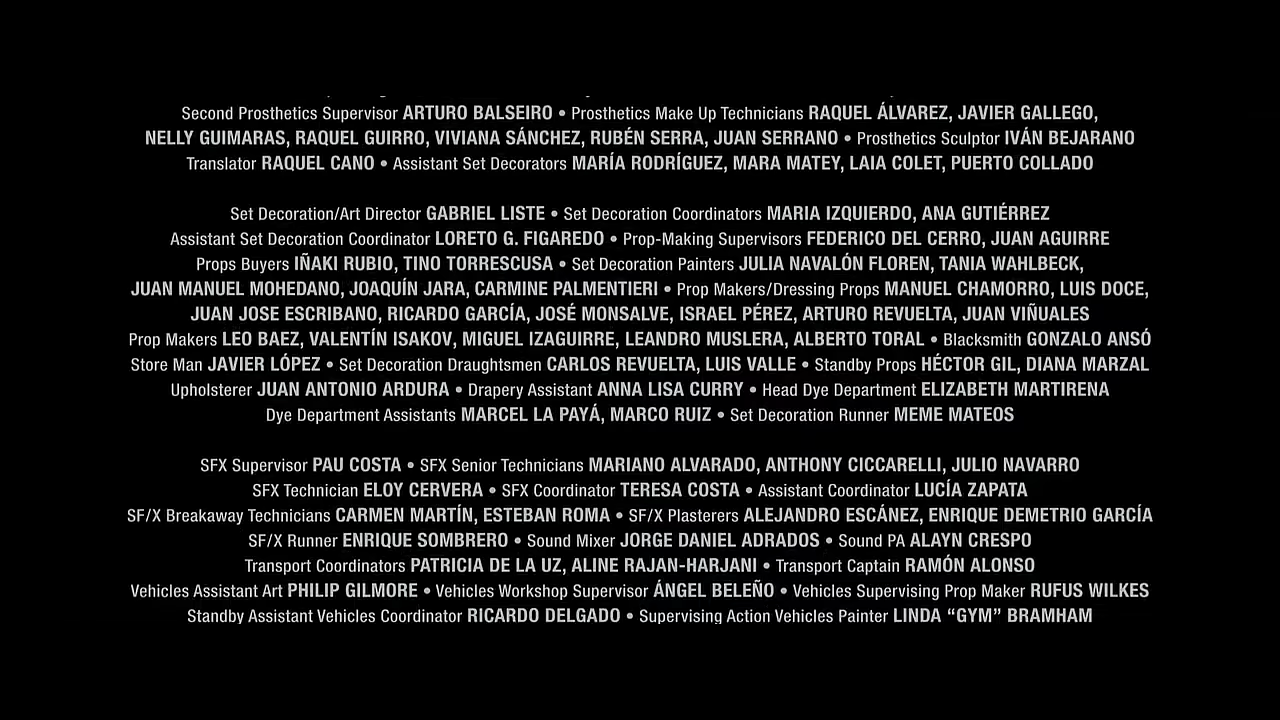 Second Prosthetics Supervisor ARTURO BALSEIRO • Prosthetics Make Up Technicians RAQUEL ÁLVAREZ, JAVIER GALLEGO,
NELLY GUIMARAS, RAQUEL GUIRRO, VIVIANA SÁNCHEZ, RUBÉN SERRA, JUAN SERRANO • Prosthetics Sculptor IVÁN BEJARANO
Translator RAQUEL CANO • Assistant Set Decorators MARÍA RODRÍGUEZ, MARA MATEY, LAIA COLET, PUERTO COLLADO
Set Decoration/Art Director GABRIEL LISTE • Set Decoration Coordinators MARIA IZQUIERDO, ANA GUTIÉRREZ
Assistant Set Decoration Coordinator LORETO G. FIGAREDO • Prop-Making Supervisors FEDERICO DEL CERRO, JUAN AGUIRRE
Props Buyers IÑAKI RUBIO, TINO TORRESCUSA • Set Decoration Painters JULIA NAVALÓN FLOREN, TANIA WAHLBECK,
JUAN MANUEL MOHEDANO, JOAQUÍN JARA, CARMINE PALMENTIERI • Prop Makers/Dressing Props MANUEL CHAMORRO, LUIS DOCE,
JUAN JOSE ESCRIBANO, RICARDO GARCÍA, JOSÉ MONSALVE, ISRAEL PÉREZ, ARTURO REVUELTA, JUAN VIÑUALES
Prop Makers LEO BAEZ, VALENTÍN ISAKOV, MIGUEL IZAGUIRRE, LEANDRO MUSLERA, ALBERTO TORAL • Blacksmith GONZALO ANSÓ
Store Man JAVIER LÓPEZ • Set Decoration Draughtsmen CARLOS REVUELTA, LUIS VALLE • Standby Props HÉCTOR GIL, DIANA MARZAL
Upholsterer JUAN ANTONIO ARDURA • Drapery Assistant ANNA LISA CURRY • Head Dye Department ELIZABETH MARTIRENA
Dye Department Assistants MARCEL LA PAYÁ, MARCO RUIZ • Set Decoration Runner MEME MATEOS
SFX Supervisor PAU COSTA • SFX Senior Technicians MARIANO ALVARADO, ANTHONY CICCARELLI, JULIO NAVARRO
SFX Technician ELOY CERVERA • SFX Coordinator TERESA COSTA • Assistant Coordinator LUCÍA ZAPATA
SF/X Breakaway Technicians CARMEN MARTÍN, ESTEBAN ROMA • SF/X Plasterers ALEJANDRO ESCÁNEZ, ENRIQUE DEMETRIO GARCÍA
SF/X Runner ENRIQUE SOMBRERO • Sound Mixer JORGE DANIEL ADRADOS • Sound PA ALAYN CRESPO
Transport Coordinators PATRICIA DE LA UZ, ALINE RAJAN-HARJANI • Transport Captain RAMÓN ALONSO
Vehicles Assistant Art PHILIP GILMORE • Vehicles Workshop Supervisor ÁNGEL BELEÑO • Vehicles Supervising Prop Maker RUFUS WILKES
Standby Assistant Vehicles Coordinator RICARDO DELGADO • Supervising Action Vehicles Painter LINDA “GYM” BRAMHAM